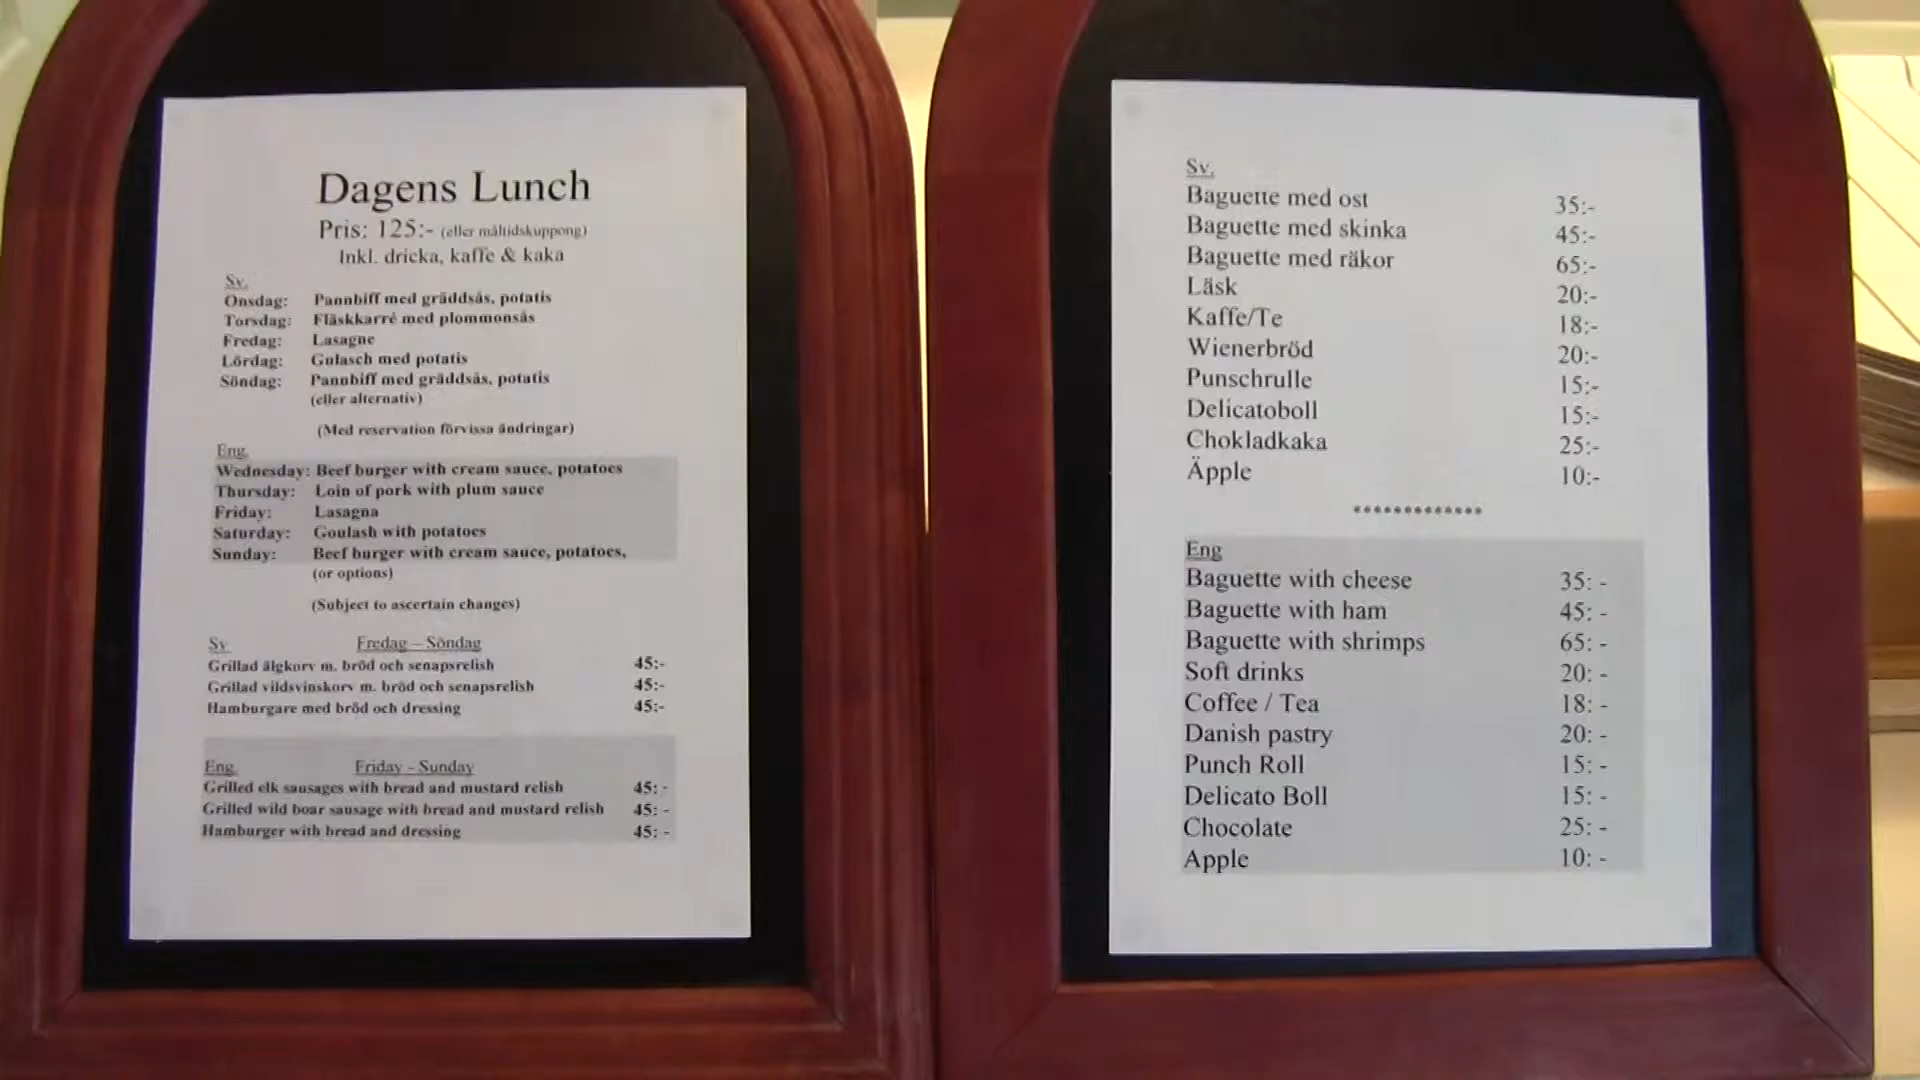 Dagens Lunch
Pris: 125:- (eller måltidskuppong)
Inkl. dricka, kaffe & kaka
Sv.
Onsdag: Pannbiff med gräddsås, potatis
Torsdag: Fläskkarré med plommonsås
Fredag: Lasagne
Lördag: Gulasch med potatis
Söndag: Pannbiff med gräddsås, potatis
(eller alternativ)
(Med reservation förvissa ändringar)
Eng.
Wednesday: Beef burger with cream sauce, potatoes
Thursday: Loin of pork with plum sauce
Friday: Lasagna
Saturday: Goulash with potatoes
Sunday: Beef burger with cream sauce, potatoes,
(or options)
(Subject to ascertain changes)
Sv Fredag – Söndag
Grillad älgkorv m. bröd och senapsrelish 45:-
Grillad vildsvinskorv m. bröd och senapsrelish 45:-
Hamburgare med bröd och dressing 45:-
Eng. Friday - Sunday
Grilled elk sausages with bread and mustard relish 45: -
Grilled wild boar sausage with bread and mustard relish 45: -
Hamburger with bread and dressing 45: -
Sv.
Baguette med ost 35:-
Baguette med skinka 45:-
Baguette med räkor 65:-
Läsk 20:-
Kaffe/Te 18:-
Wienerbröd 20:-
Punschrulle 15:-
Delicatoboll 15:-
Chokladkaka 25:-
Äpple 10:-
*************
Eng
Baguette with cheese 35: -
Baguette with ham 45: -
Baguette with shrimps 65: -
Soft drinks 20: -
Coffee / Tea 18: -
Danish pastry 20: -
Punch Roll 15: -
Delicato Boll 15: -
Chocolate 25: -
Apple 10: -